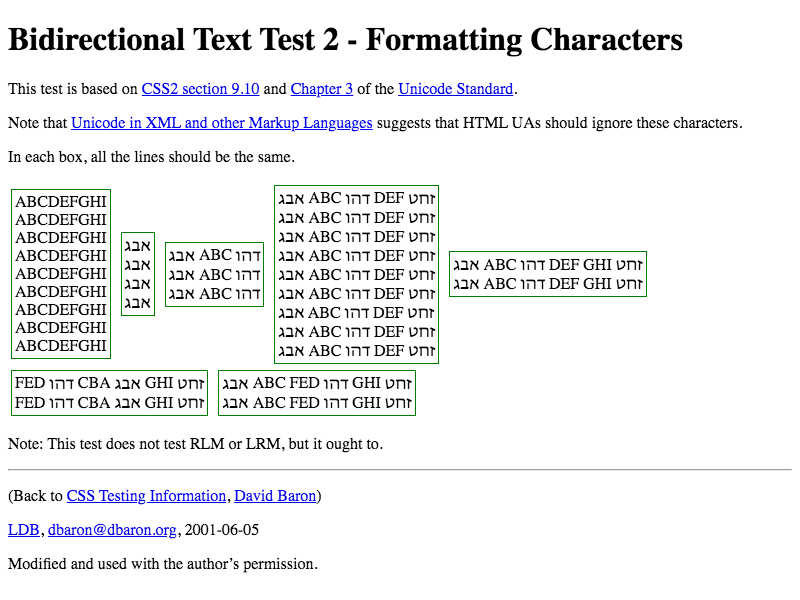 Bidirectional Text Test 2 - Formatting Characters
This test is based on CSS2 section 9.10 and Chapter 3 of the Unicode Standard.
Note that Unicode in XML and other Markup Languages suggests that HTML UAs should ignore these characters.
In each box, all the lines should be the same.
ABCDEFGHI
ABCDEFGHI
ABCDEFGHI
ABCDEFGHI
ABCDEFGHI
ABCDEFGHI
ABCDEFGHI
ABCDEFGHI
ABCDEFGHI
אבג
אבג
אבג
אבג
אבג ABC דהו
אבג ABC דהו
אבג ABC דהו
אבג ABC דהו DEF זחט
אבג ABC דהו DEF זחט
אבג ABC דהו DEF זחט
אבג ABC דהו DEF זחט
אבג ABC דהו DEF זחט
אבג ABC דהו DEF זחט
אבג ABC דהו DEF זחט
אבג ABC דהו DEF זחט
אבג ABC דהו DEF זחט
אבג ABC דהו DEF GHI זחט
אבג ABC דהו DEF GHI זחט
FED דהו CBA אבג GHI זחט
FED דהו CBA אבג GHI זחט
אבג ABC FED דהו GHI זחט
אבג ABC FED דהו GHI זחט
Note: This test does not test RLM or LRM, but it ought to.
(Back to CSS Testing Information, David Baron)
LDB, dbaron@dbaron.org, 2001-06-05
Modified and used with the author’s permission.